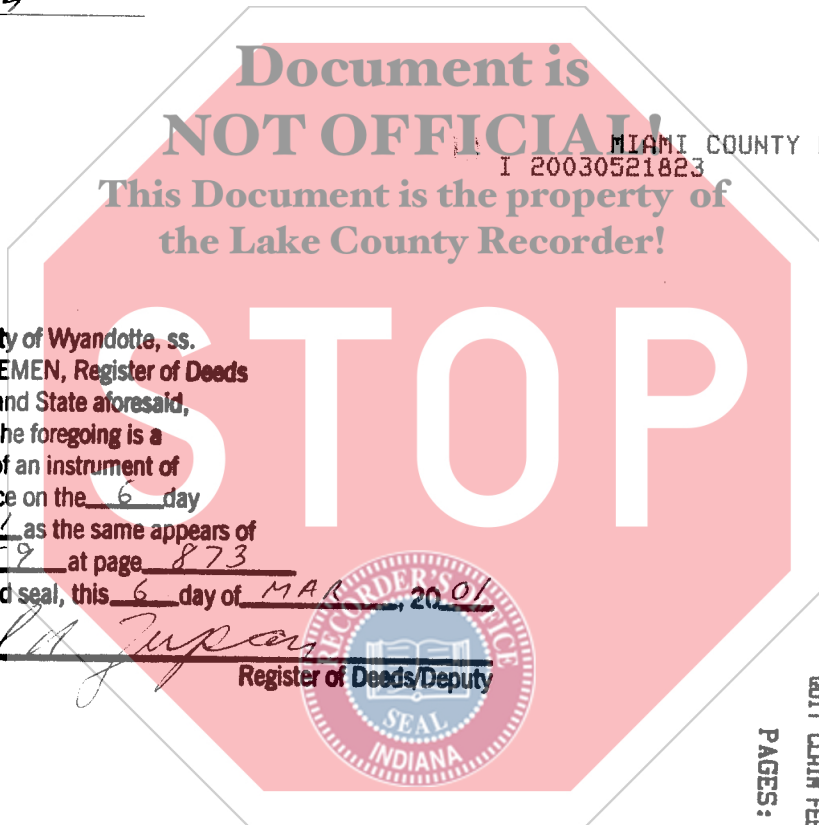 Document is
NOT OFFICIAL!
MIAMI COUNTY
I 20030521823
This Document is the property of
the Lake County Recorder!
STOP
ty of Wyandotte, ss.
EMEN, Register of Deeds
and State aforesaid,
he foregoing is a
of an instrument of
ce on the 6 day
as the same appears of
9 at page 873
d seal, this 6 day of MAR, 20 01
Register of Deeds/Deputy
RECORDER'S OFFICE
SEAL
INDIANA
PAGES: